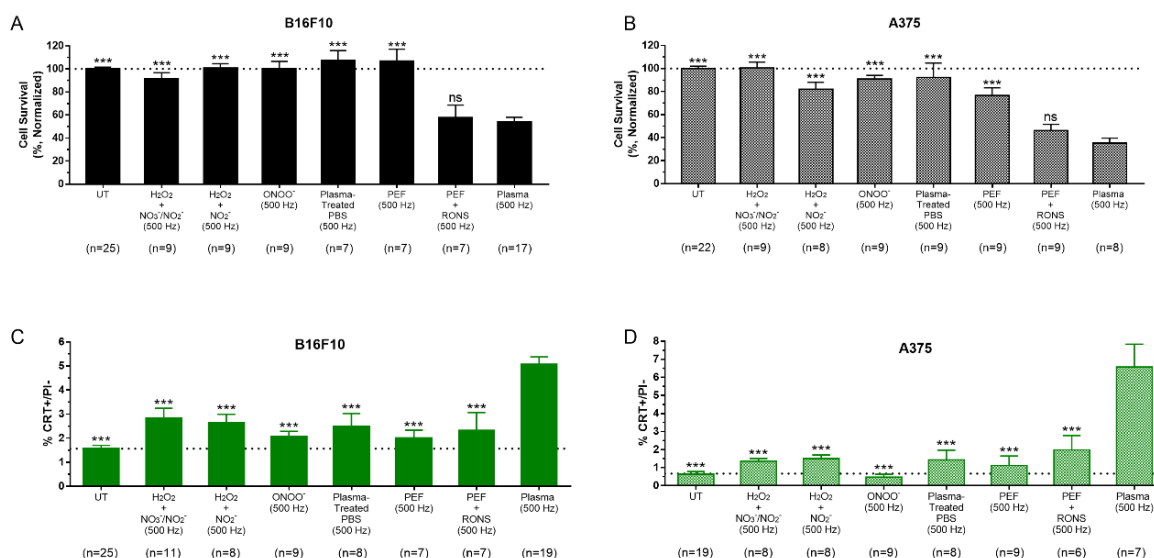 A
B16F10
Cell Survival
(%, Normalized)
120
100
80
60
40
20
0
***
***
***
***
***
***
ns
UT
H₂O₂
+
NO₃⁻/NO₂⁻
(500 Hz)
H₂O₂
+
NO₂⁻
(500 Hz)
ONOO⁻
(500 Hz)
Plasma-
Treated
PBS
(500 Hz)
PEF
(500 Hz)
PEF
+
RONS
(500 Hz)
Plasma
(500 Hz)
(n=25)
(n=9)
(n=9)
(n=9)
(n=7)
(n=7)
(n=7)
(n=17)
B
A375
Cell Survival
(%, Normalized)
120
100
80
60
40
20
0
***
***
***
***
***
***
ns
UT
H₂O₂
+
NO₃⁻/NO₂⁻
(500 Hz)
H₂O₂
+
NO₂⁻
(500 Hz)
ONOO⁻
(500 Hz)
Plasma-
Treated
PBS
(500 Hz)
PEF
(500 Hz)
PEF
+
RONS
(500 Hz)
Plasma
(500 Hz)
(n=22)
(n=9)
(n=8)
(n=9)
(n=9)
(n=9)
(n=9)
(n=8)
C
B16F10
% CRT+/PI-
6
5
4
3
2
1
0
***
***
***
***
***
***
***
UT
H₂O₂
+
NO₃⁻/NO₂⁻
(500 Hz)
H₂O₂
+
NO₂⁻
(500 Hz)
ONOO⁻
(500 Hz)
Plasma-
Treated
PBS
(500 Hz)
PEF
(500 Hz)
PEF
+
RONS
(500 Hz)
Plasma
(500 Hz)
(n=25)
(n=11)
(n=8)
(n=9)
(n=8)
(n=7)
(n=7)
(n=19)
D
A375
% CRT+/PI-
8
7
6
5
4
3
2
1
0
***
***
***
***
***
***
***
UT
H₂O₂
+
NO₃⁻/NO₂⁻
(500 Hz)
H₂O₂
+
NO₂⁻
(500 Hz)
ONOO⁻
(500 Hz)
Plasma-
Treated
PBS
(500 Hz)
PEF
(500 Hz)
PEF
+
RONS
(500 Hz)
Plasma
(500 Hz)
(n=19)
(n=8)
(n=8)
(n=9)
(n=8)
(n=9)
(n=6)
(n=7)